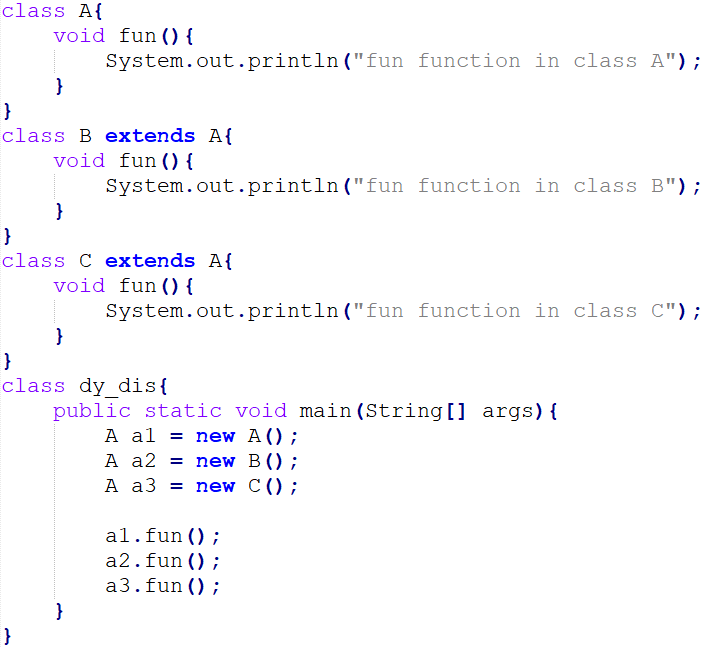 class A{
    void fun(){
        System.out.println("fun function in class A");
    }
}
class B extends A{
    void fun(){
        System.out.println("fun function in class B");
    }
}
class C extends A{
    void fun(){
        System.out.println("fun function in class C");
    }
}
class dy_dis{
    public static void main(String[] args){
        A a1 = new A();
        A a2 = new B();
        A a3 = new C();

        a1.fun();
        a2.fun();
        a3.fun();
    }
}